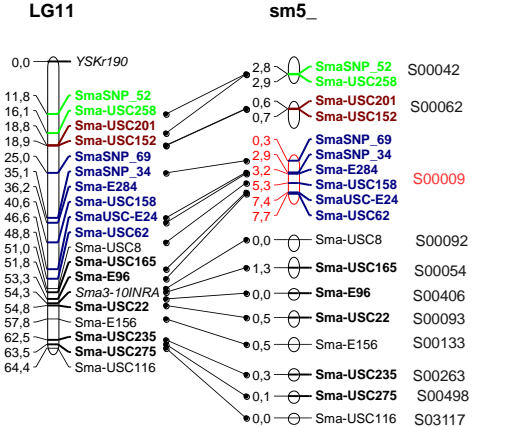 LG11
0,0 YSKr190
11,8 SmaSNP_52
16,1 Sma-USC258
18,8 Sma-USC201
18,9 Sma-USC152
25,0 SmaSNP_69
35,1 SmaSNP_34
36,2 Sma-E284
40,6 Sma-USC158
46,6 SmaUSC-E24
48,8 Sma-USC62
51,0 Sma-USC8
51,8 Sma-USC165
53,3 Sma-E96
54,3 Sma3-10INRA
54,8 Sma-USC22
57,8 Sma-E156
62,5 Sma-USC235
63,5 Sma-USC275
64,4 Sma-USC116
sm5_
2,8 SmaSNP_52
2,9 Sma-USC258
S00042
0,6 Sma-USC201
0,7 Sma-USC152
S00062
0,3 SmaSNP_69
2,9 SmaSNP_34
3,2 Sma-E284
5,3 Sma-USC158
7,4 SmaUSC-E24
7,7 Sma-USC62
S00009
0,0 Sma-USC8 S00092
1,3 Sma-USC165 S00054
0,0 Sma-E96 S00406
0,5 Sma-USC22 S00093
0,5 Sma-E156 S00133
0,3 Sma-USC235 S00263
0,1 Sma-USC275 S00498
0,0 Sma-USC116 S03117